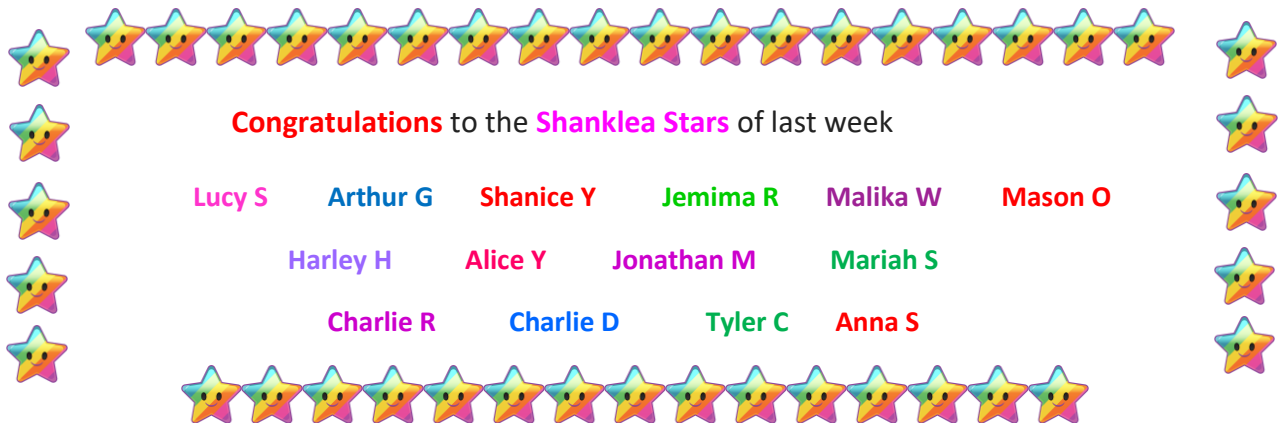 Congratulations to the Shanklea Stars of last week
Lucy S Arthur G Shanice Y Jemima R Malika W Mason O
Harley H Alice Y Jonathan M Mariah S
Charlie R Charlie D Tyler C Anna S